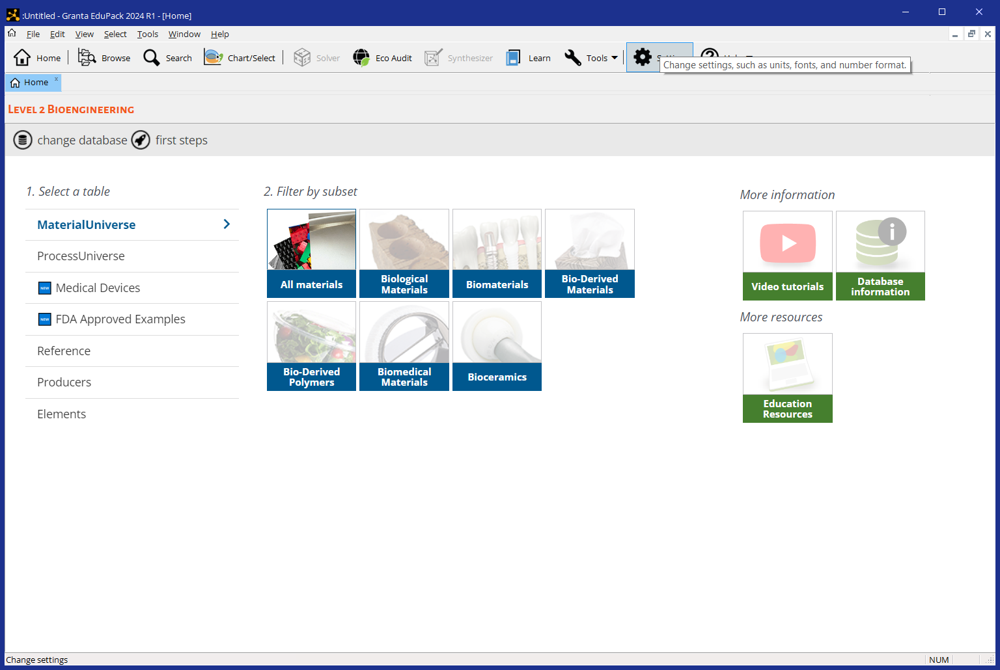 :Untitled - Granta EduPack 2024 R1 - [Home]
File Edit View Select Tools Window Help
Home Browse Search Chart/Select Solver Eco Audit Synthesizer Learn Tools
Change settings, such as units, fonts, and number format.
Home x
Level 2 Bioengineering
change database first steps
1. Select a table
MaterialUniverse
ProcessUniverse
NEW Medical Devices
NEW FDA Approved Examples
Reference
Producers
Elements
2. Filter by subset
All materials
Biological
Materials
Biomaterials
Bio-Derived
Materials
Bio-Derived
Polymers
Biomedical
Materials
Bioceramics
More information
Video tutorials
Database
information
More resources
Education
Resources
Change settings
NUM